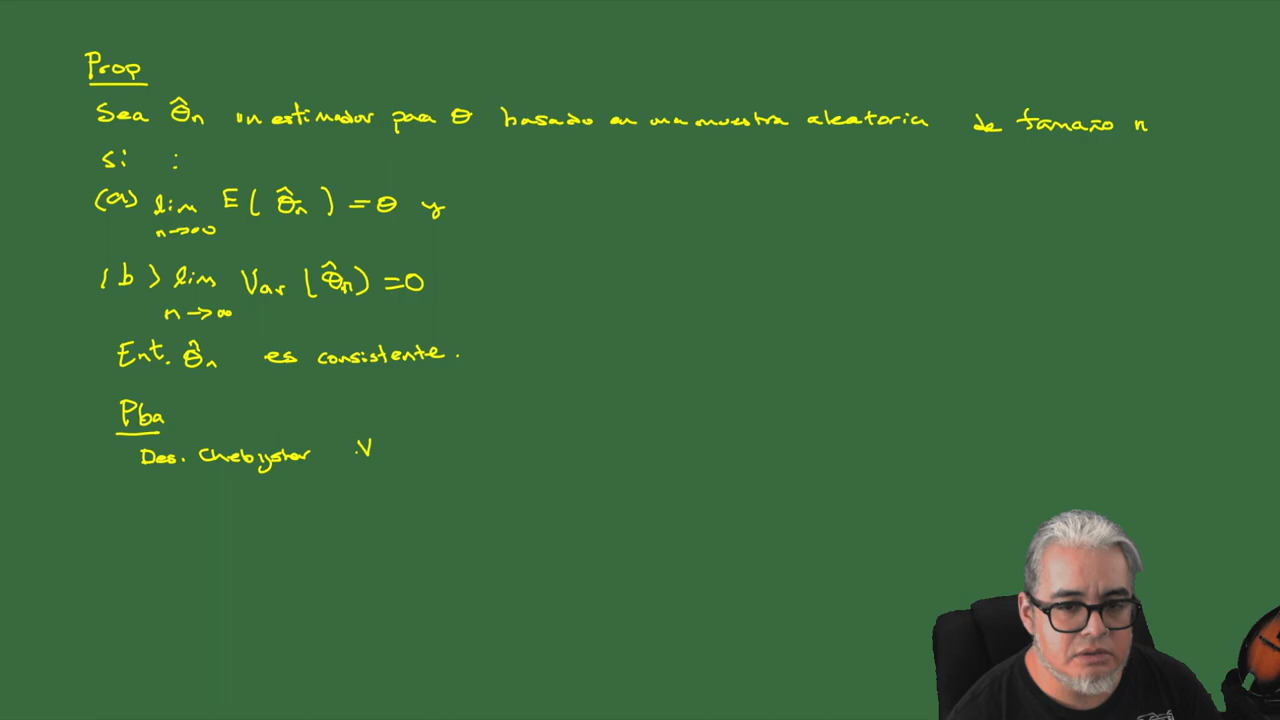 Prop
Sea θ̂n un estimador para θ basado en una muestra aleatoria de tamaño n
si :
(a) lim E( θ̂n ) = θ y
n→∞
(b) lim Var (θ̂n) = 0
n→∞
Ent. θ̂n es consistente.
Pba
Des. Chebyshev .V